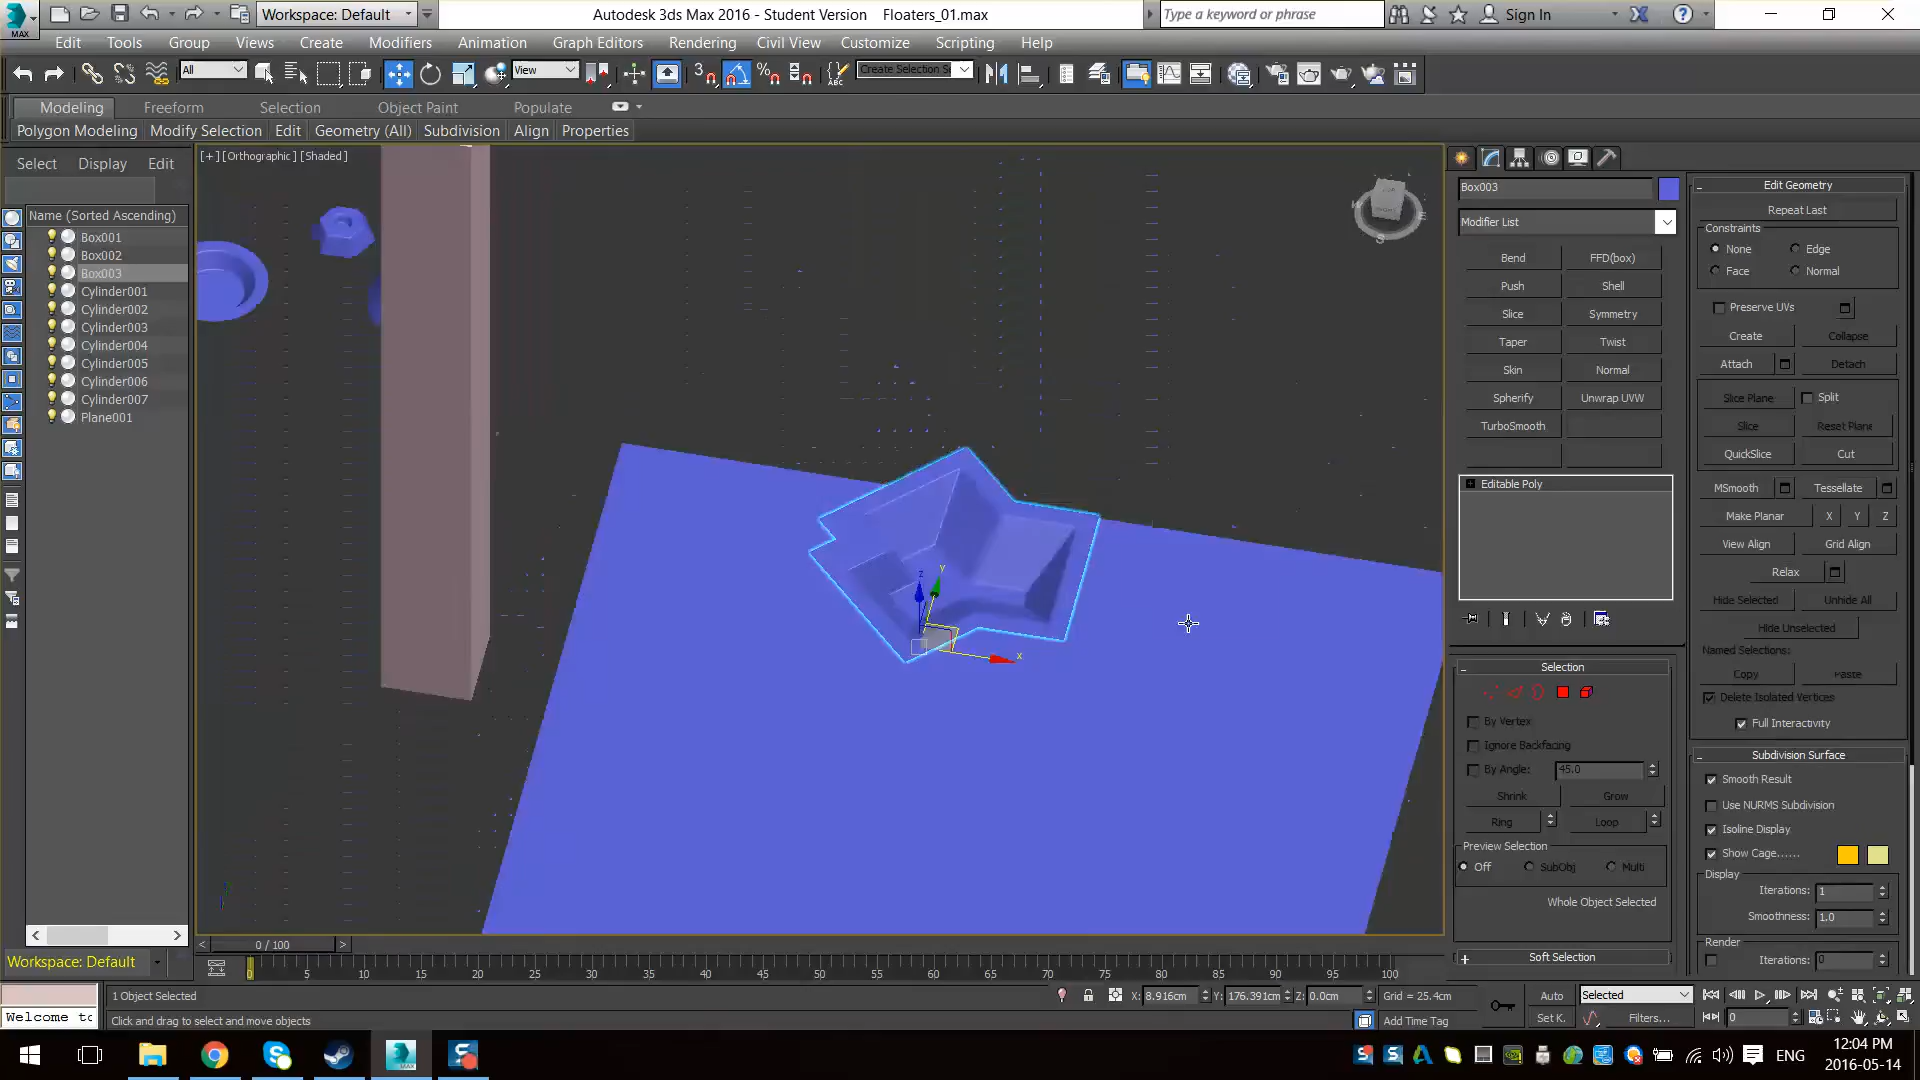 MAX
Workspace: Default
Autodesk 3ds Max 2016 - Student Version    Floaters_01.max
Type a keyword or phrase
Sign In
Edit Tools Group Views Create Modifiers Animation Graph Editors Rendering Civil View Customize Scripting Help
All
View
3
%
ABC
Create Selection S
Modeling Freeform Selection Object Paint Populate
Polygon Modeling Modify Selection Edit Geometry (All) Subdivision Align Properties
Select Display Edit
Name (Sorted Ascending)
Box001
Box002
Box003
Cylinder001
Cylinder002
Cylinder003
Cylinder004
Cylinder005
Cylinder006
Cylinder007
Plane001
[+] [Orthographic] [Shaded]
S
z
y
x
Box003
Modifier List
Bend FFD(box)
Push Shell
Slice Symmetry
Taper Twist
Skin Normal
Spherify Unwrap UVW
TurboSmooth
Editable Poly
Selection
By Vertex
Ignore Backfacing
By Angle: 45.0
Shrink Grow
Ring Loop
Preview Selection
Off SubObj Multi
Whole Object Selected
Soft Selection
Edit Geometry
Repeat Last
Constraints
None Edge
Face Normal
Preserve UVs
Create Collapse
Attach Detach
Slice Plane Split
Slice Reset Plane
QuickSlice Cut
MSmooth Tessellate
Make Planar X Y Z
View Align Grid Align
Relax
Hide Selected Unhide All
Hide Unselected
Named Selections:
Copy Paste
Delete Isolated Vertices
Full Interactivity
Subdivision Surface
Smooth Result
Use NURMS Subdivision
Isoline Display
Show Cage......
Display
Iterations: 1
Smoothness: 1.0
Render
Iterations: 0
< 0 / 100 >
Workspace: Default
0 5 10 15 20 25 30 35 40 45 50 55 60 65 70 75 80 85 90 95 100
1 Object Selected
X: 8.916cm Y: 176.391cm Z: 0.0cm Grid = 25.4cm
Auto Selected
Welcome to
Click and drag to select and move objects
Add Time Tag
Set K. Filters...
0
ENG
12:04 PM
2016-05-14